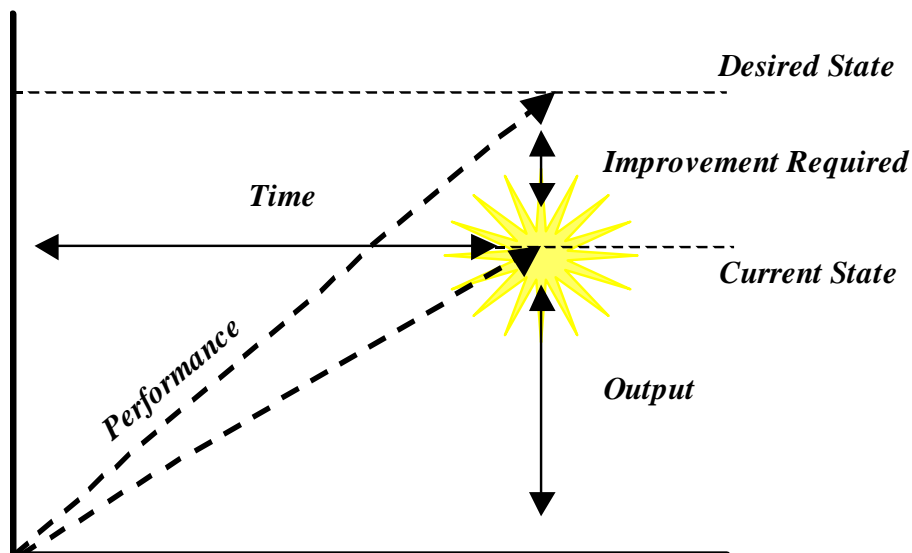 Desired State
Improvement Required
Time
Current State
Performance
Output